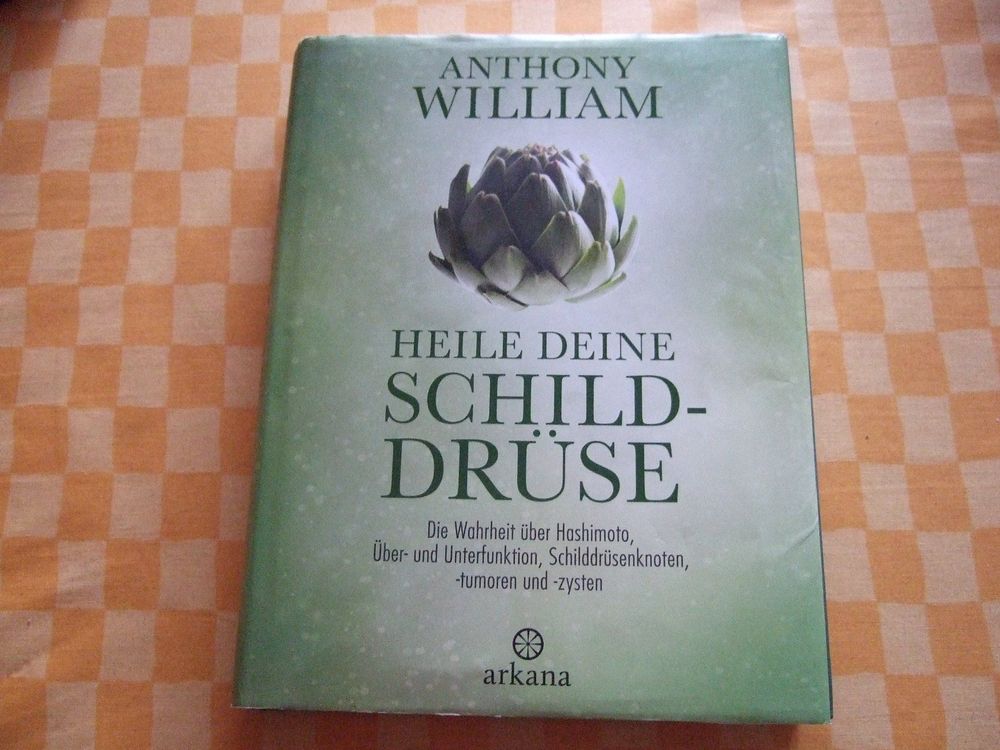 ANTHONY
WILLIAM
HEILE DEINE
SCHILD-
DRÜSE
Die Wahrheit über Hashimoto,
Über- und Unterfunktion, Schilddrüsenknoten,
-tumoren und -zysten
arkana